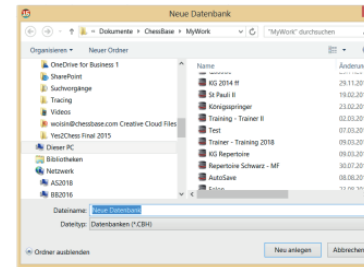 Neue Datenbank
« Dokumente › ChessBase › MyWork
"MyWork" durchsuchen
Organisieren
Neuer Ordner
OneDrive for Business 1
SharePoint
Suchvorgänge
Tracing
Videos
wosim@chessbase.com Creative Cloud Files
Yes2Chess Final 2015
Dieser PC
Bibliotheken
Netzwerk
AS2018
BB2016
Name
Änderun
KG 2014 ff
29.11.20
St Pauli II
19.02.20
Königsspringer
23.02.20
Training - Trainer II
02.03.20
Test
07.03.20
Trainer - Training 2018
09.03.20
KG Repertoire
09.03.20
Repertoire Schwarz - MF
30.07.20
AutoSave
08.08.20
Dateiname:
Neue Datenbank
Dateityp:
Datenbanken (*.CBH)
Ordner ausblenden
Neu anlegen
Abbrechen